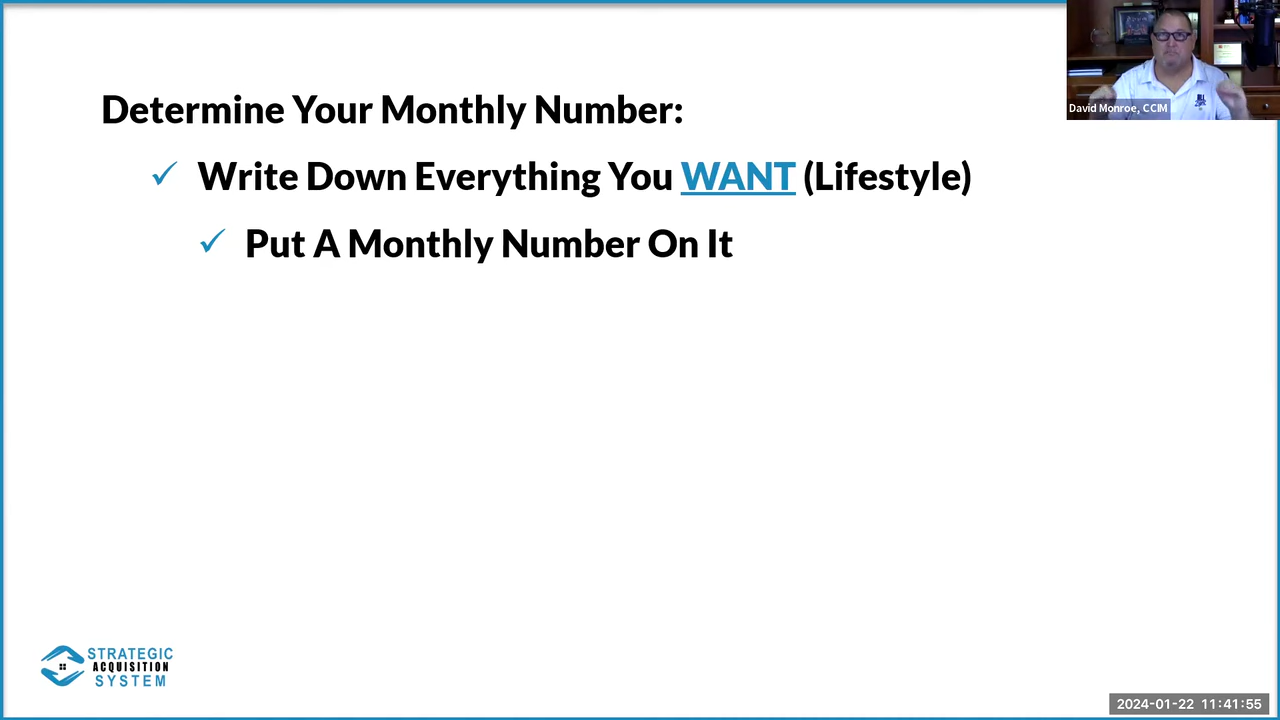 Determine Your Monthly Number:
✓ Write Down Everything You WANT (Lifestyle)
✓ Put A Monthly Number On It
David Monroe, CCIM
STRATEGIC
ACQUISITION
SYSTEM
2024-01-22 11:41:55